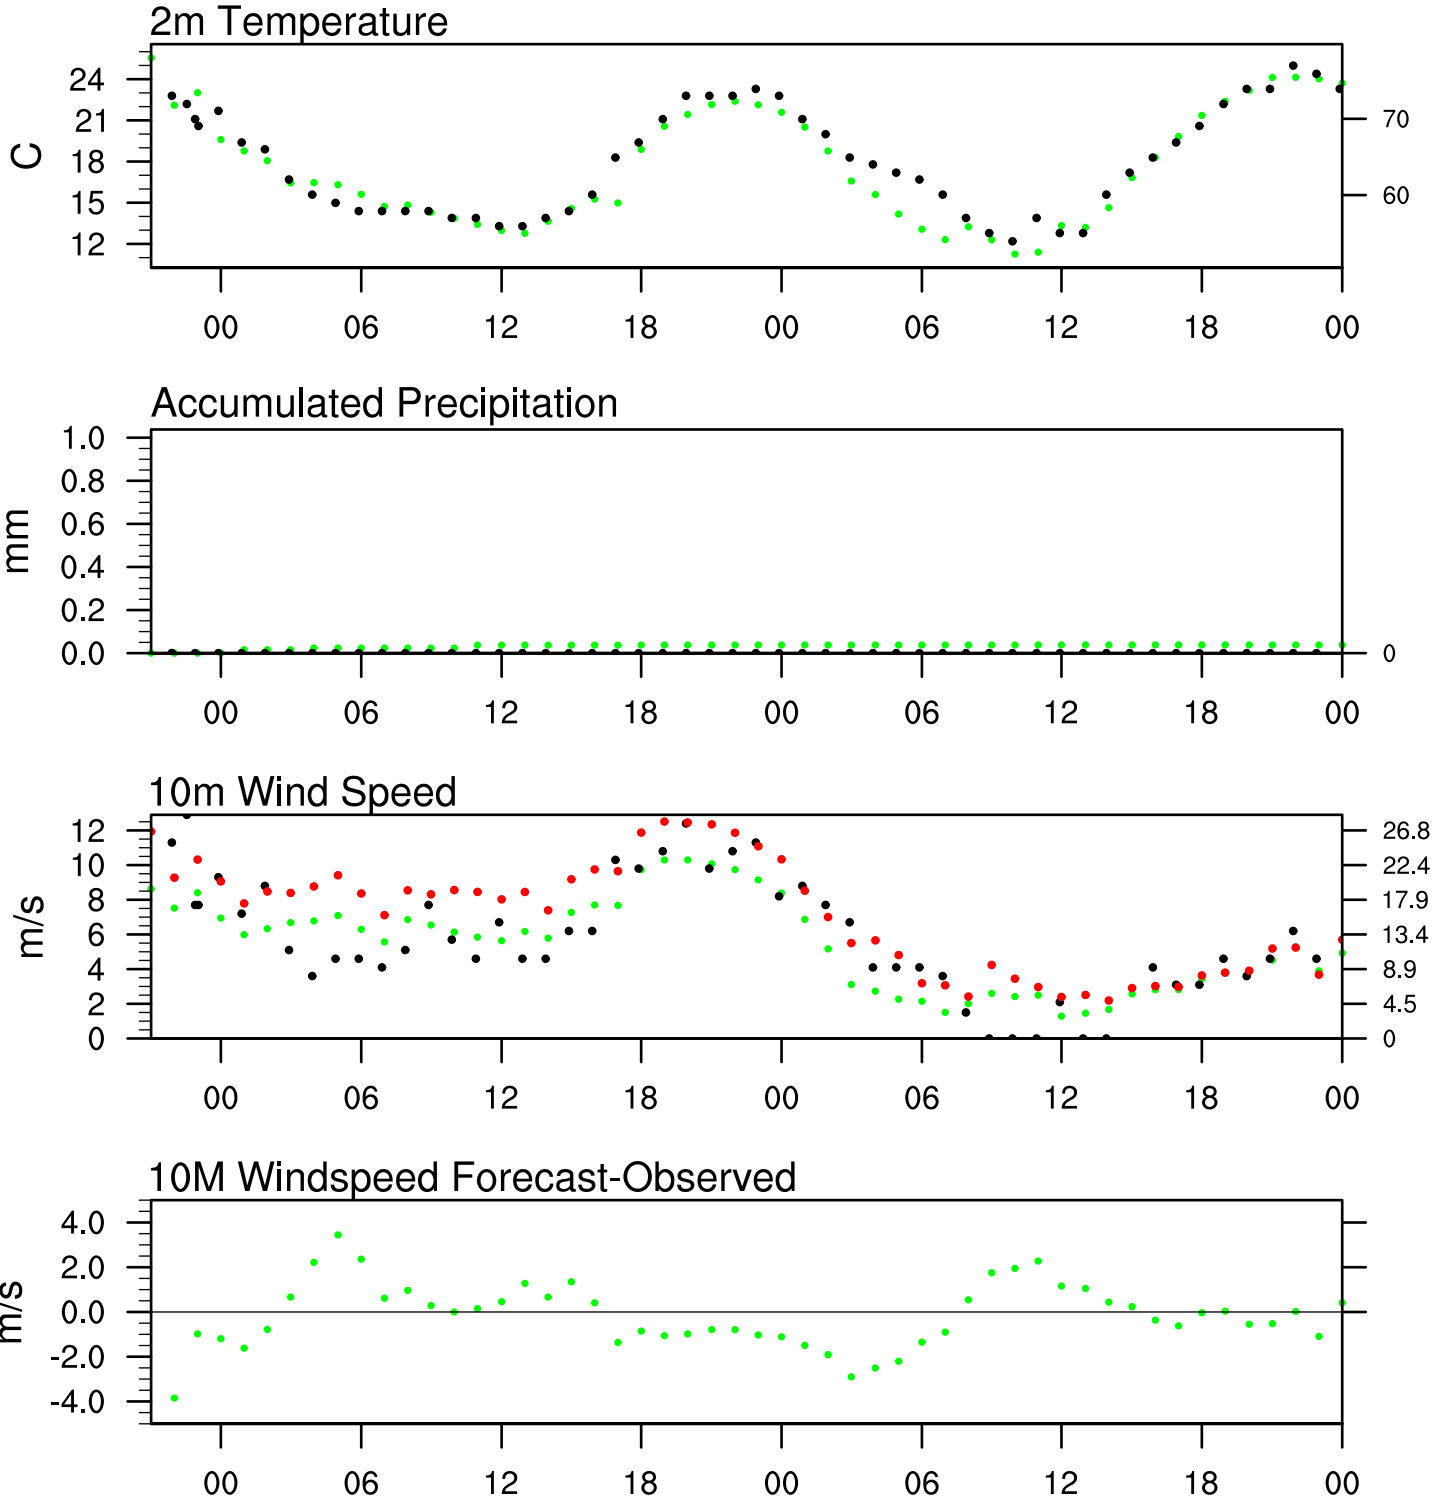 2m Temperature
24
21
18
15
12
C
70
60
00 06 12 18 00 06 12 18 00
Accumulated Precipitation
1.0
0.8
0.6
0.4
0.2
0.0
mm
0
00 06 12 18 00 06 12 18 00
10m Wind Speed
12
10
8
6
4
2
0
m/s
26.8
22.4
17.9
13.4
8.9
4.5
0
00 06 12 18 00 06 12 18 00
10M Windspeed Forecast-Observed
4.0
2.0
0.0
-2.0
-4.0
m/s
00 06 12 18 00 06 12 18 00